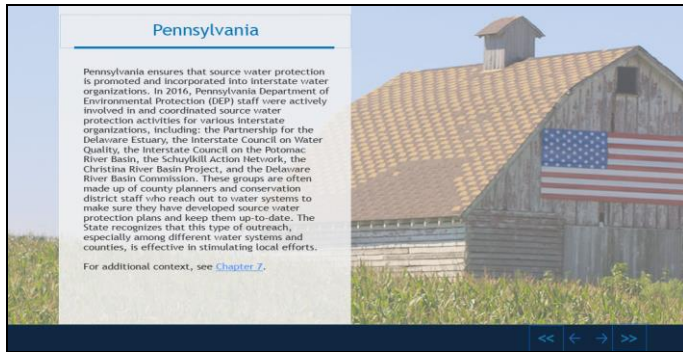 Pennsylvania
Pennsylvania ensures that source water protection
is promoted and incorporated into interstate water
organizations. In 2016, Pennsylvania Department of
Environmental Protection (DEP) staff were actively
involved in and coordinated source water
protection activities for various interstate
organizations, including: the Partnership for the
Delaware Estuary, the Interstate Council on Water
Quality, the Interstate Council on the Potomac
River Basin, the Schuylkill Action Network, the
Christina River Basin Project, and the Delaware
River Basin Commission. These groups are often
made up of county planners and conservation
district staff who reach out to water systems to
make sure they have developed source water
protection plans and keep them up-to-date. The
State recognizes that this type of outreach,
especially among different water systems and
counties, is effective in stimulating local efforts.
For additional context, see Chapter 7.
<< ← → >>